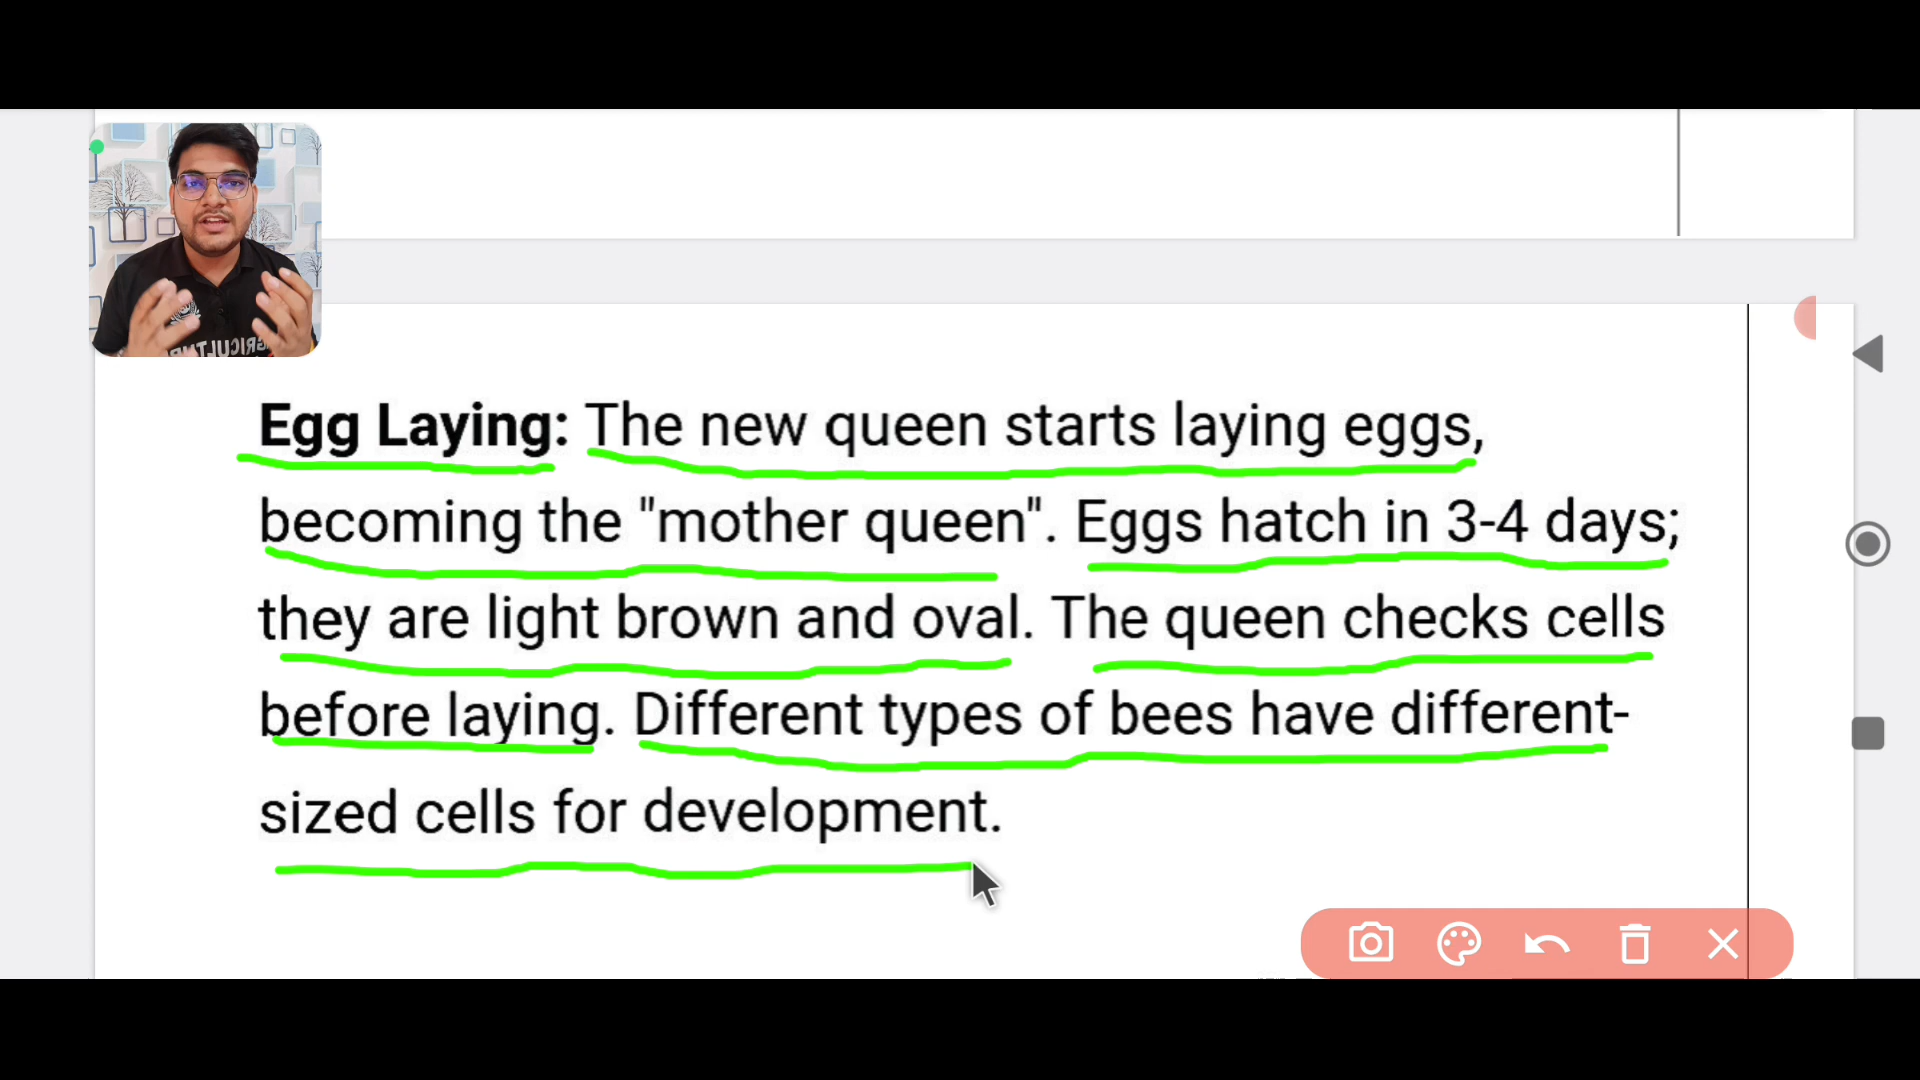 Egg Laying: The new queen starts laying eggs,
becoming the "mother queen". Eggs hatch in 3-4 days;
they are light brown and oval. The queen checks cells
before laying. Different types of bees have different-
sized cells for development.